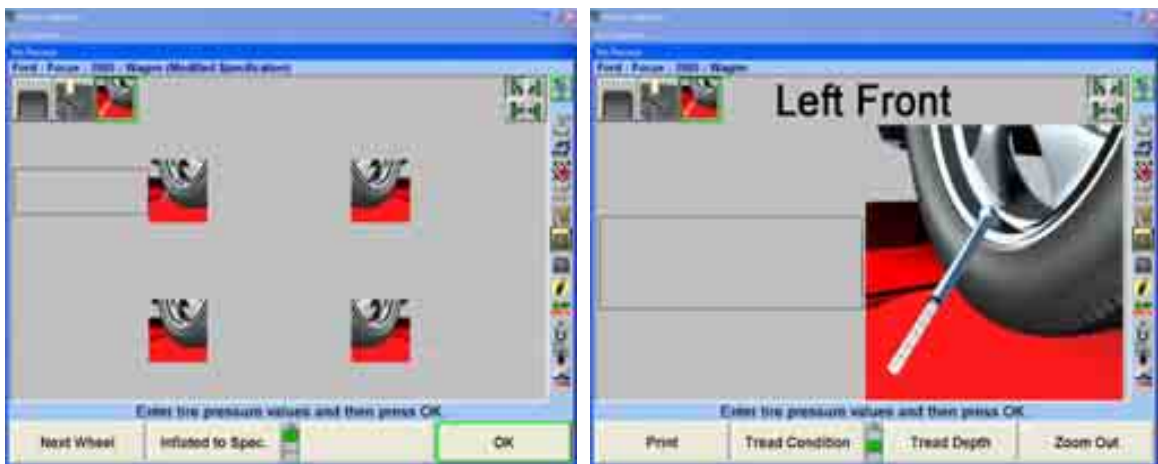 Ford : Focus : : Wagon (Modified Specification)
Enter tire pressure values and then press OK
Next Wheel
Inflated to Spec.
OK
Ford : Focus : : Wagon
Left Front
Enter tire pressure values and then press OK
Print
Tread Condition
Tread Depth
Zoom Out